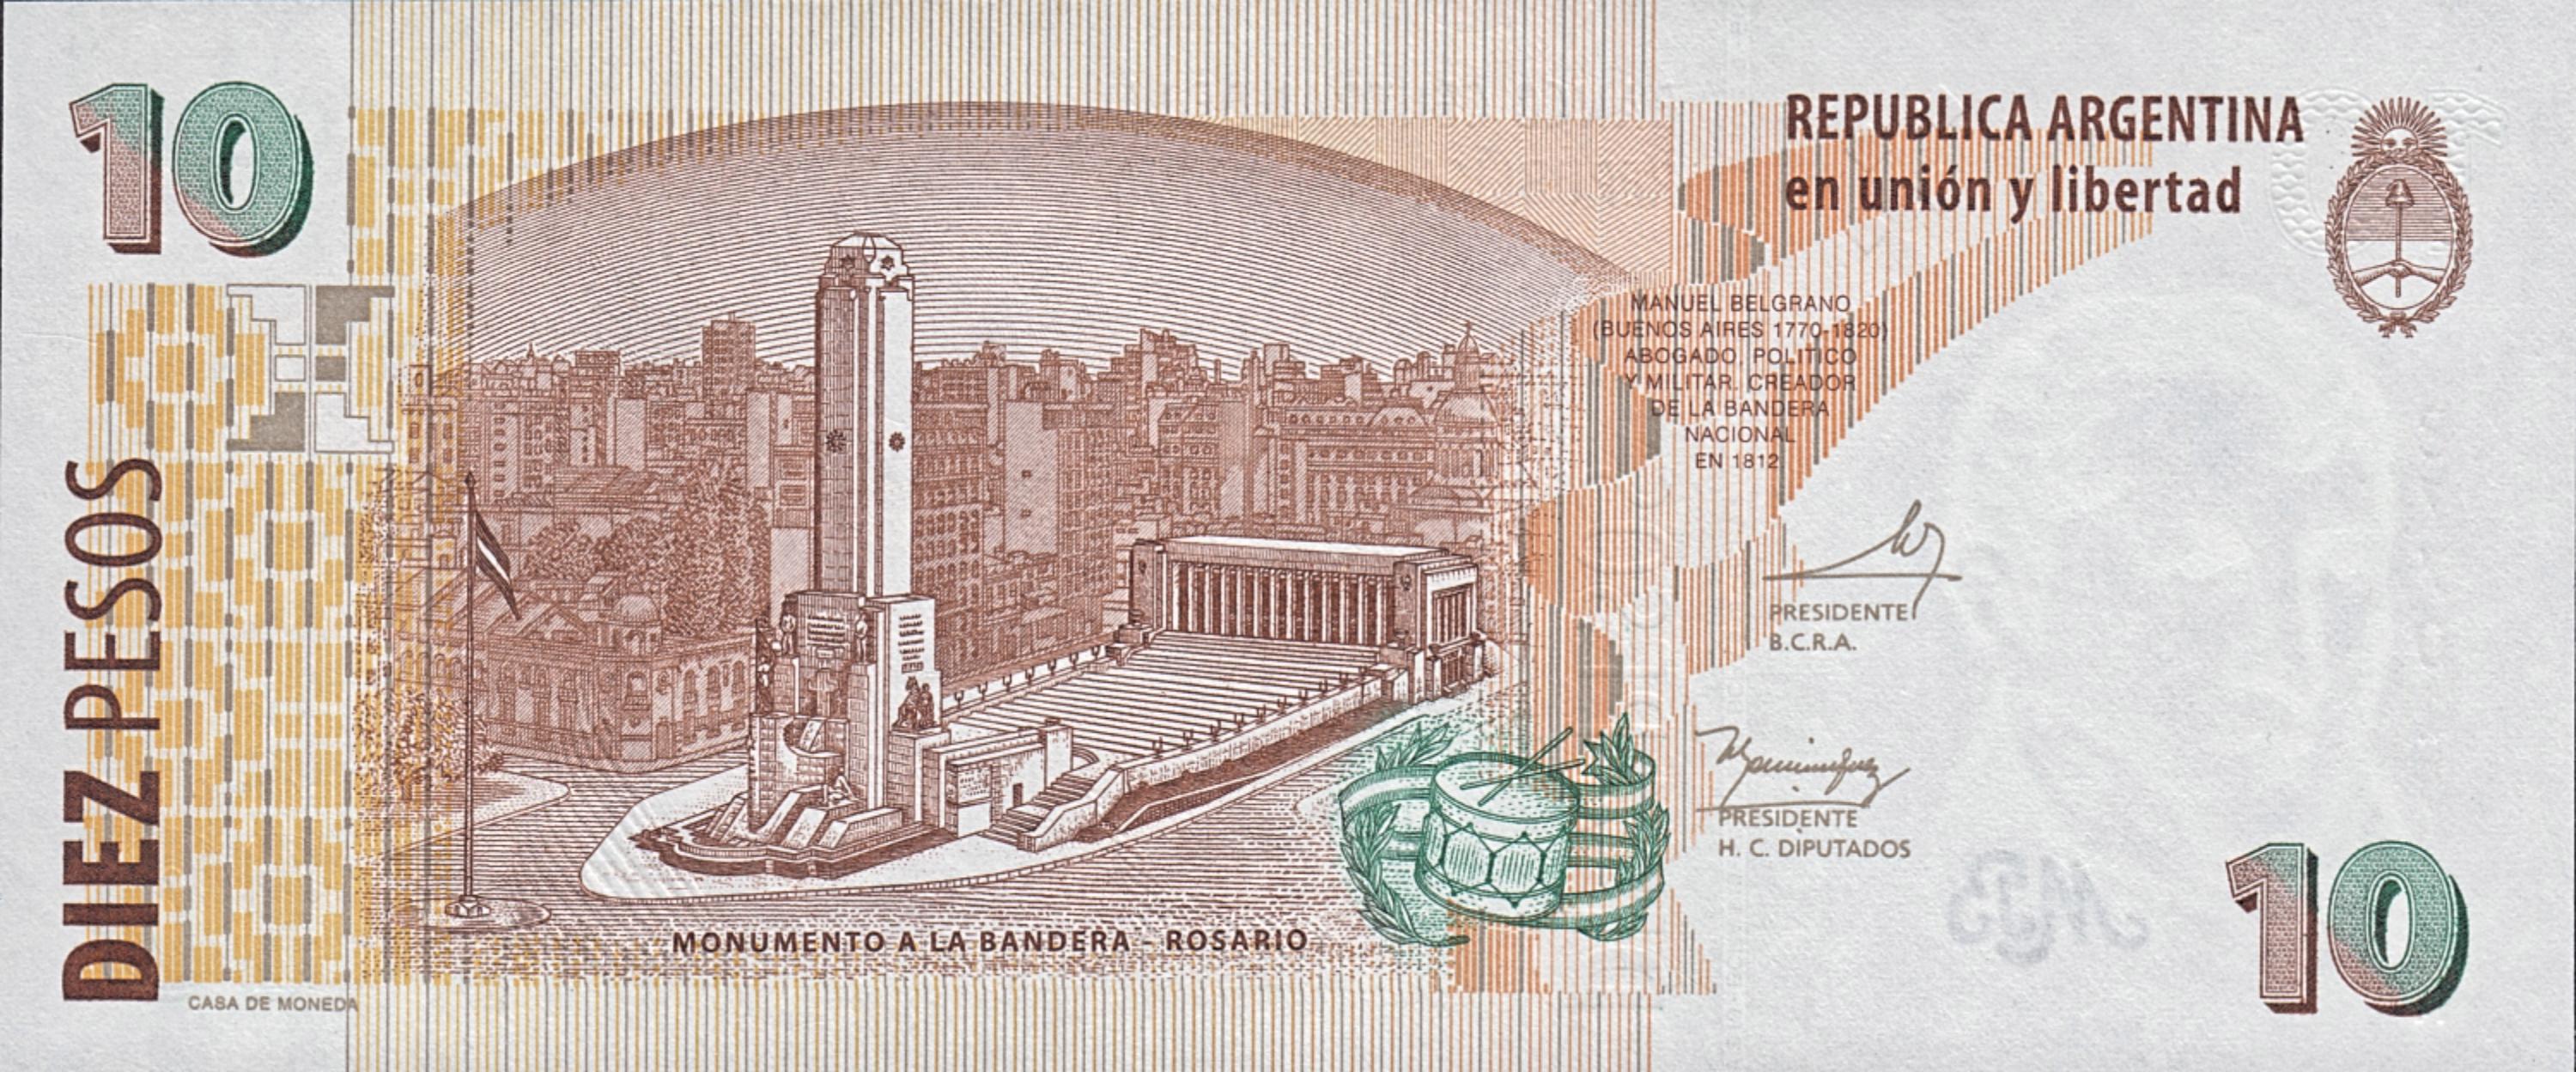 10
DIEZ PESOS
CASA DE MONEDA
MONUMENTO A LA BANDERA - ROSARIO
REPUBLICA ARGENTINA
en unión y libertad
MANUEL BELGRANO
(BUENOS AIRES 1770-1820)
ABOGADO, POLITICO
Y MILITAR. CREADOR
DE LA BANDERA
NACIONAL
EN 1812
PRESIDENTE
B.C.R.A.
PRESIDENTE
H. C. DIPUTADOS
10